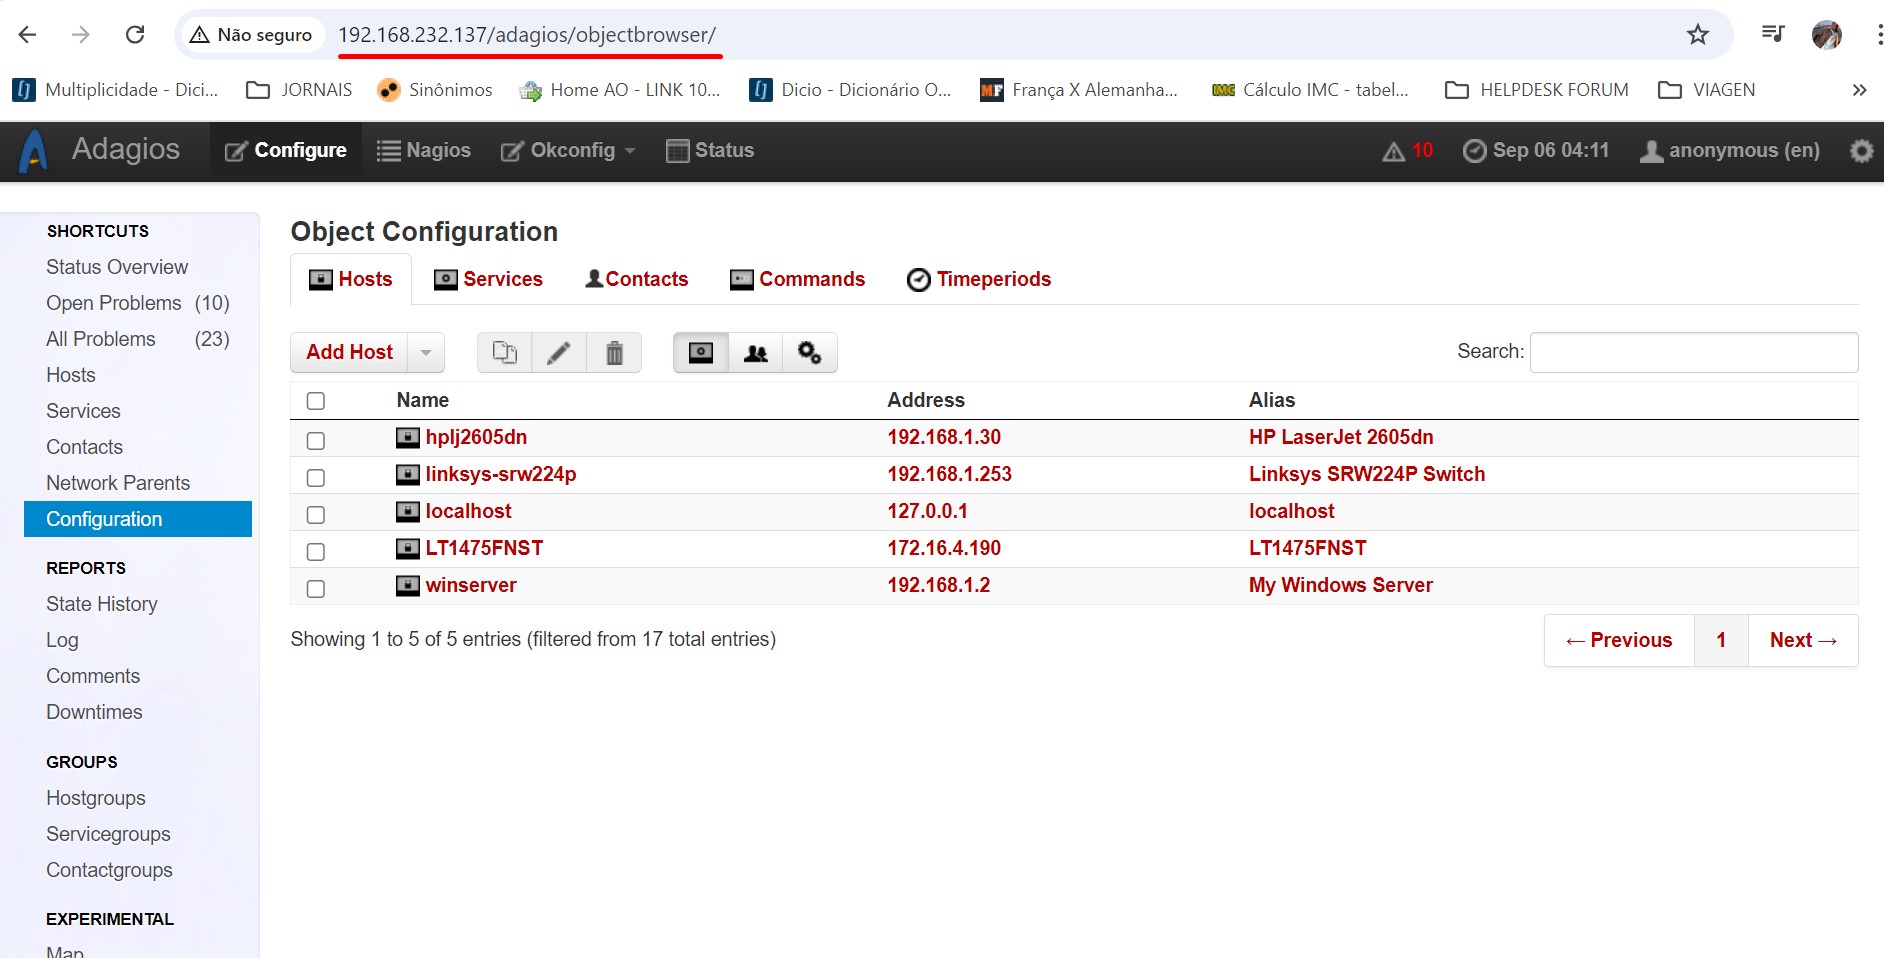 Não seguro 192.168.232.137/adagios/objectbrowser/
Multiplicidade - Dici... JORNAIS Sinônimos Home AO - LINK 10... Dicio - Dicionário O... MF França X Alemanha... IMC Cálculo IMC - tabel... HELPDESK FORUM VIAGEN »
Adagios Configure Nagios Okconfig Status 10 Sep 06 04:11 anonymous (en)
SHORTCUTS
Status Overview
Open Problems (10)
All Problems (23)
Hosts
Services
Contacts
Network Parents
Configuration
REPORTS
State History
Log
Comments
Downtimes
GROUPS
Hostgroups
Servicegroups
Contactgroups
EXPERIMENTAL
Map
Object Configuration
Hosts Services Contacts Commands Timeperiods
Add Host Search:
Name Address Alias
hplj2605dn 192.168.1.30 HP LaserJet 2605dn
linksys-srw224p 192.168.1.253 Linksys SRW224P Switch
localhost 127.0.0.1 localhost
LT1475FNST 172.16.4.190 LT1475FNST
winserver 192.168.1.2 My Windows Server
Showing 1 to 5 of 5 entries (filtered from 17 total entries) ← Previous 1 Next →